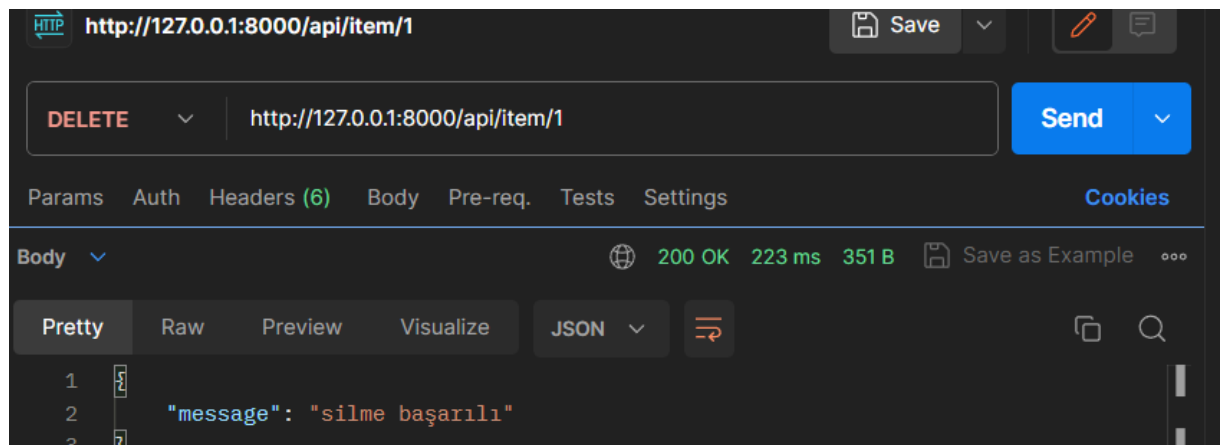 HTTP http://127.0.0.1:8000/api/item/1 Save
DELETE http://127.0.0.1:8000/api/item/1 Send
Params Auth Headers (6) Body Pre-req. Tests Settings Cookies
Body 200 OK 223 ms 351 B Save as Example
Pretty Raw Preview Visualize JSON
1 {
2 "message": "silme başarılı"
3 }